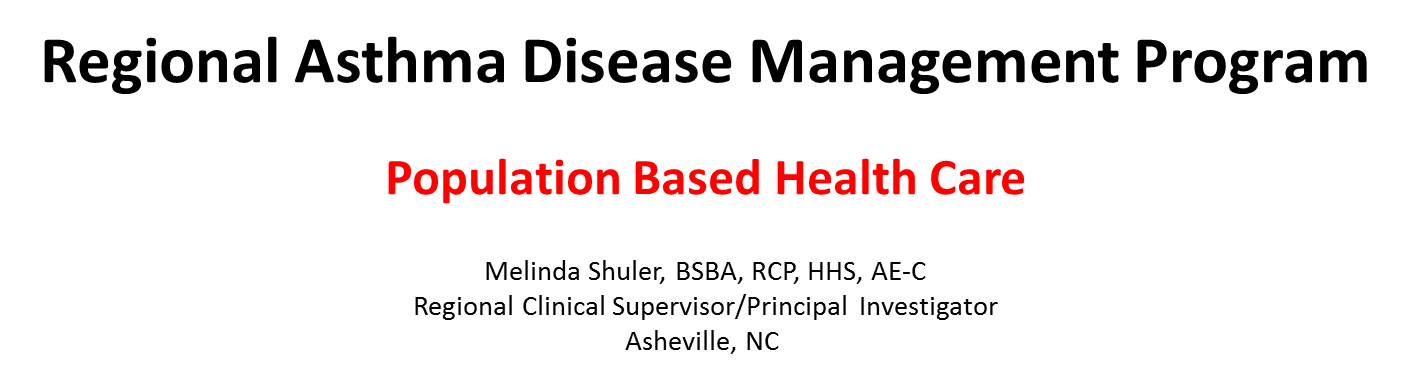 Regional Asthma Disease Management Program
Population Based Health Care
Melinda Shuler, BSBA, RCP, HHS, AE-C
Regional Clinical Supervisor/Principal Investigator
Asheville, NC